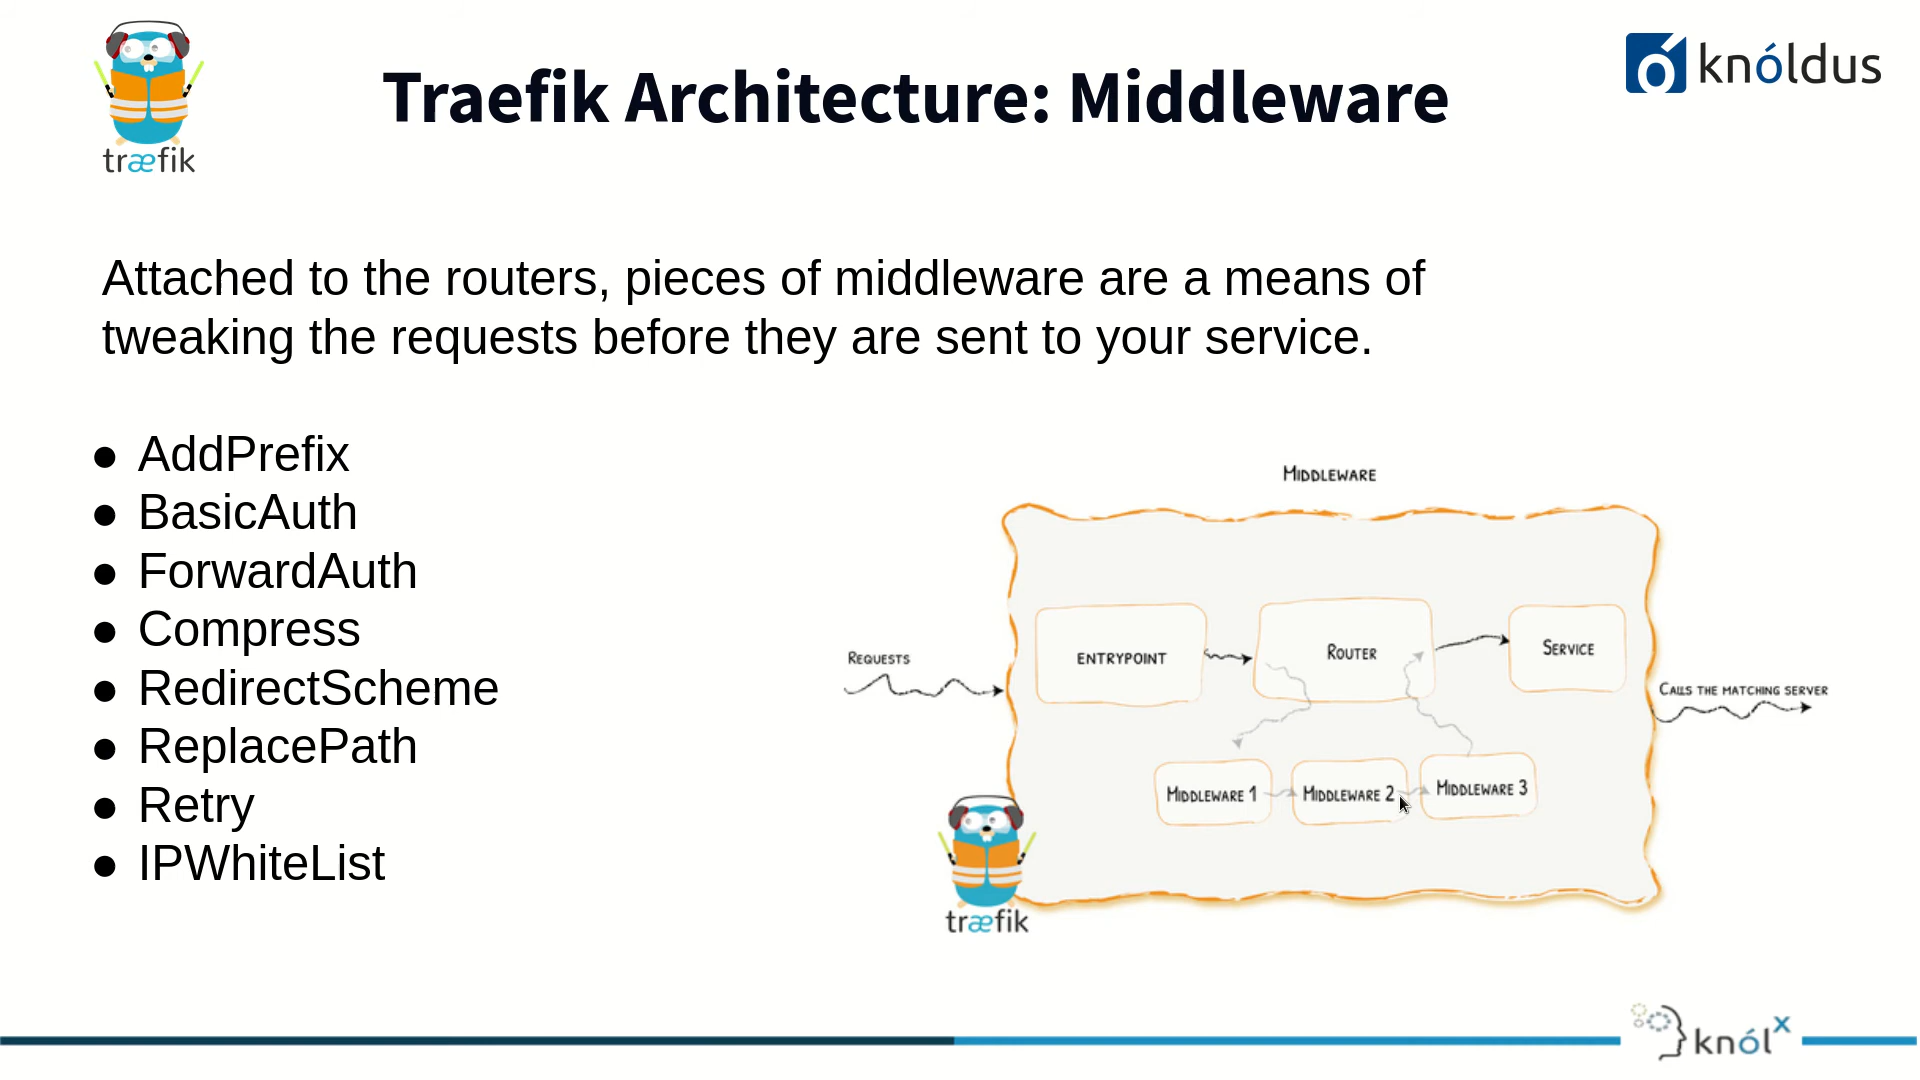 træfik
Traefik Architecture: Middleware
knóldus
Attached to the routers, pieces of middleware are a means of
tweaking the requests before they are sent to your service.
● AddPrefix
● BasicAuth
● ForwardAuth
● Compress
● RedirectScheme
● ReplacePath
● Retry
● IPWhiteList
MIDDLEWARE
REQUESTS
ENTRYPOINT
ROUTER
SERVICE
CALLS THE MATCHING SERVER
MIDDLEWARE 1
MIDDLEWARE 2
MIDDLEWARE 3
træfik
knólx